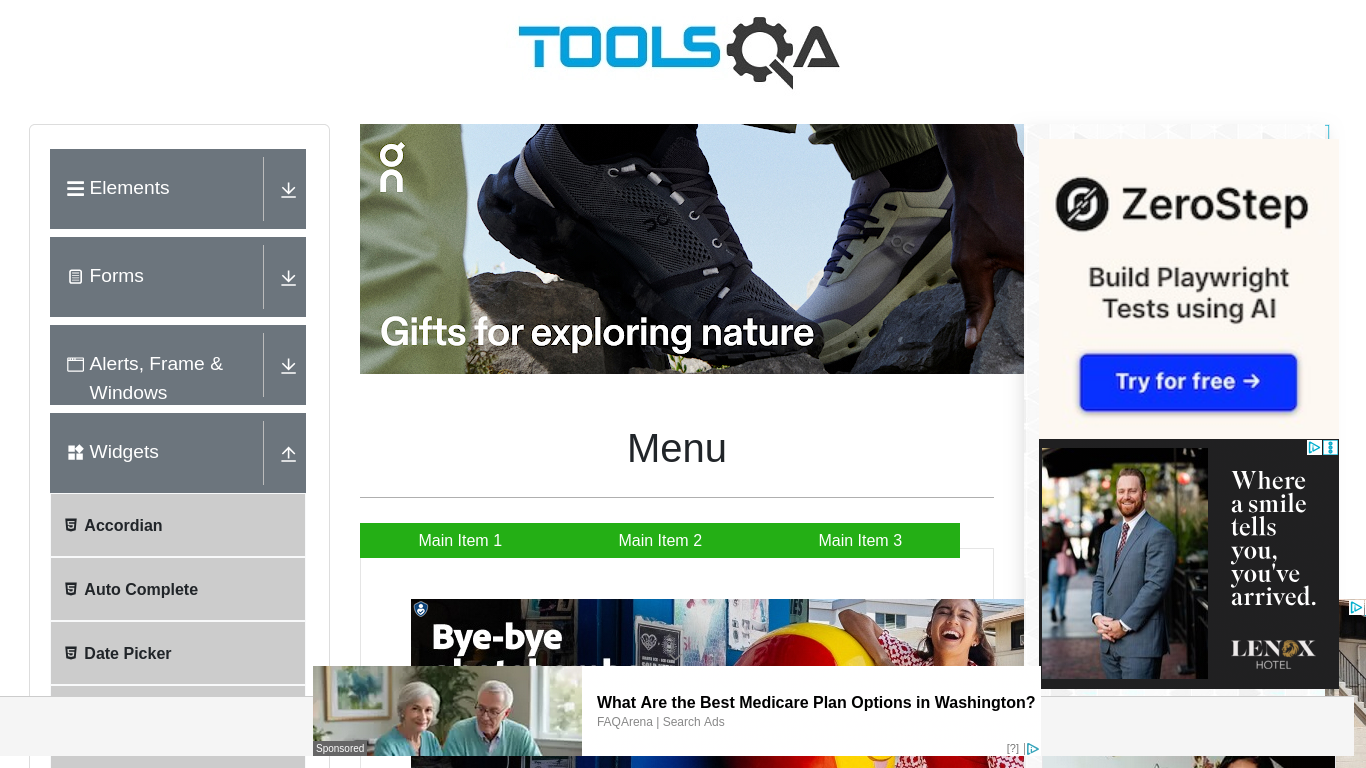 TOOLSQA
Elements
Forms
Alerts, Frame &
Windows
Widgets
Accordian
Auto Complete
Date Picker
Gifts for exploring nature
Menu
Main Item 1
Main Item 2
Main Item 3
Bye-bye
ZeroStep
Build Playwright
Tests using AI
Try for free →
Where
a smile
tells
you,
you've
arrived.
LENOX
HOTEL
Sponsored
What Are the Best Medicare Plan Options in Washington?
FAQArena | Search Ads
[?]